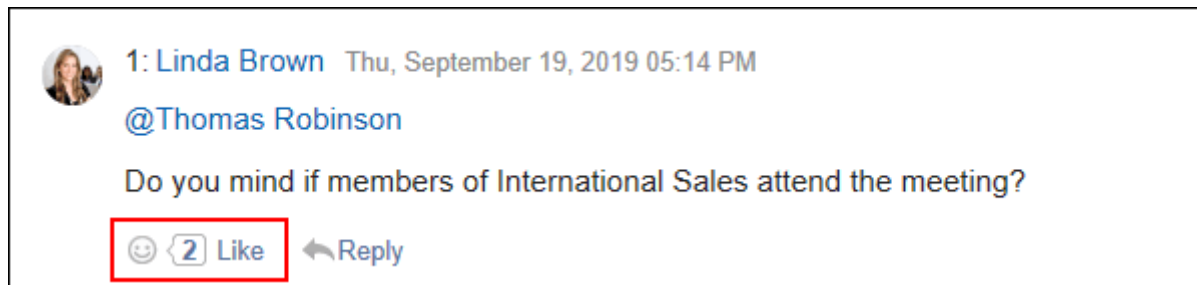 1: Linda Brown Thu, September 19, 2019 05:14 PM
@Thomas Robinson
Do you mind if members of International Sales attend the meeting?
2 Like Reply